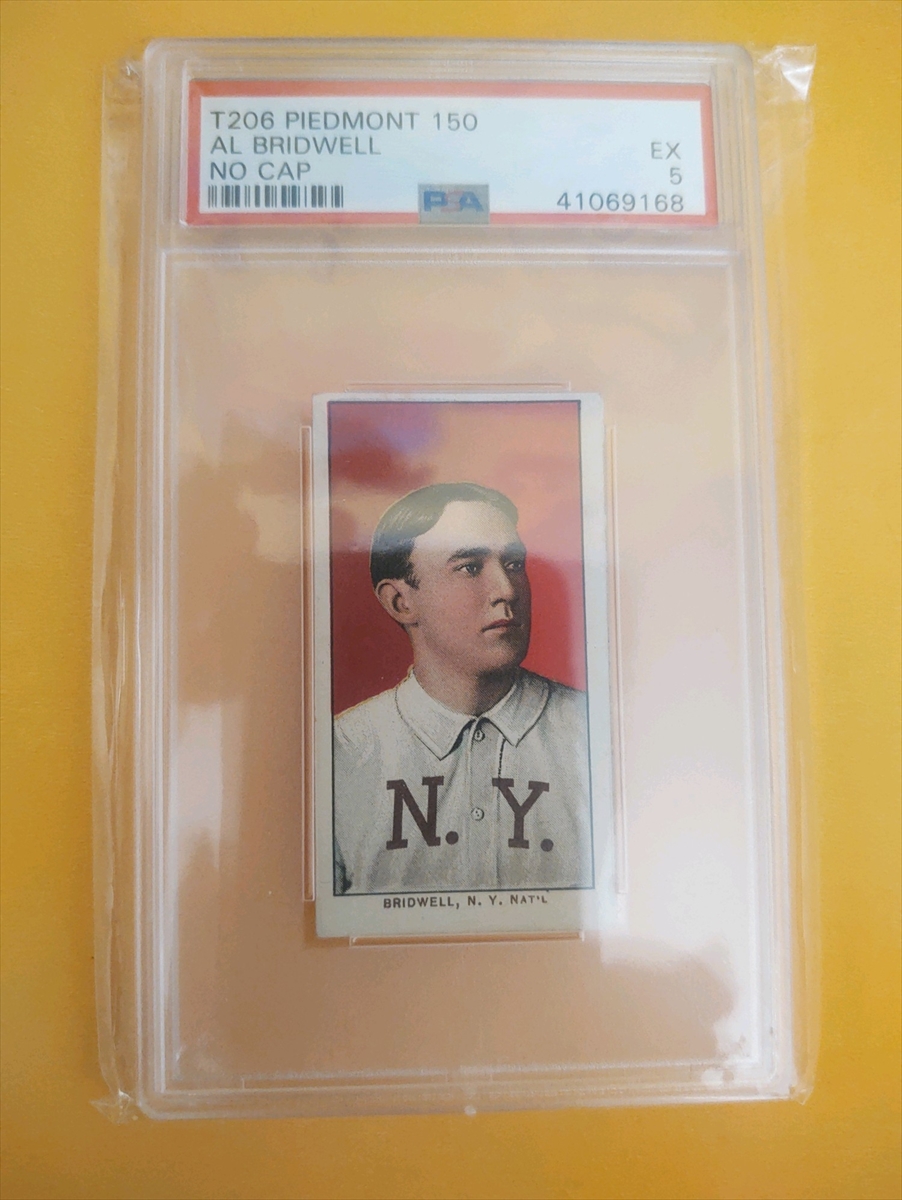 T206 PIEDMONT 150
AL BRIDWELL
NO CAP
EX
5
PSA
41069168
N. Y.
BRIDWELL, N. Y. NAT'L